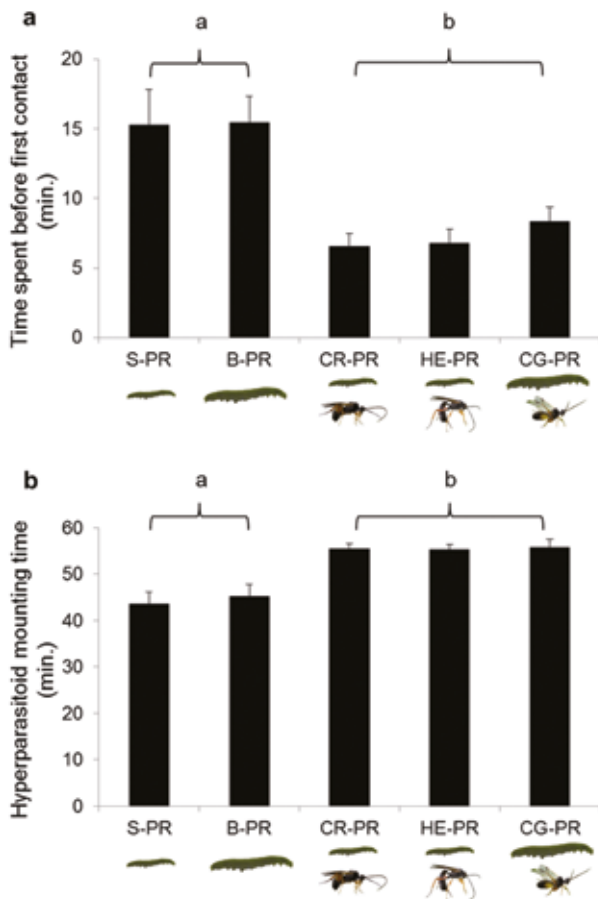 a
a
b
Time spent before first contact
(min.)
20
15
10
5
0
S-PR B-PR CR-PR HE-PR CG-PR
b
a
b
Hyperparasitoid mounting time
(min.)
60
50
40
30
20
10
0
S-PR B-PR CR-PR HE-PR CG-PR